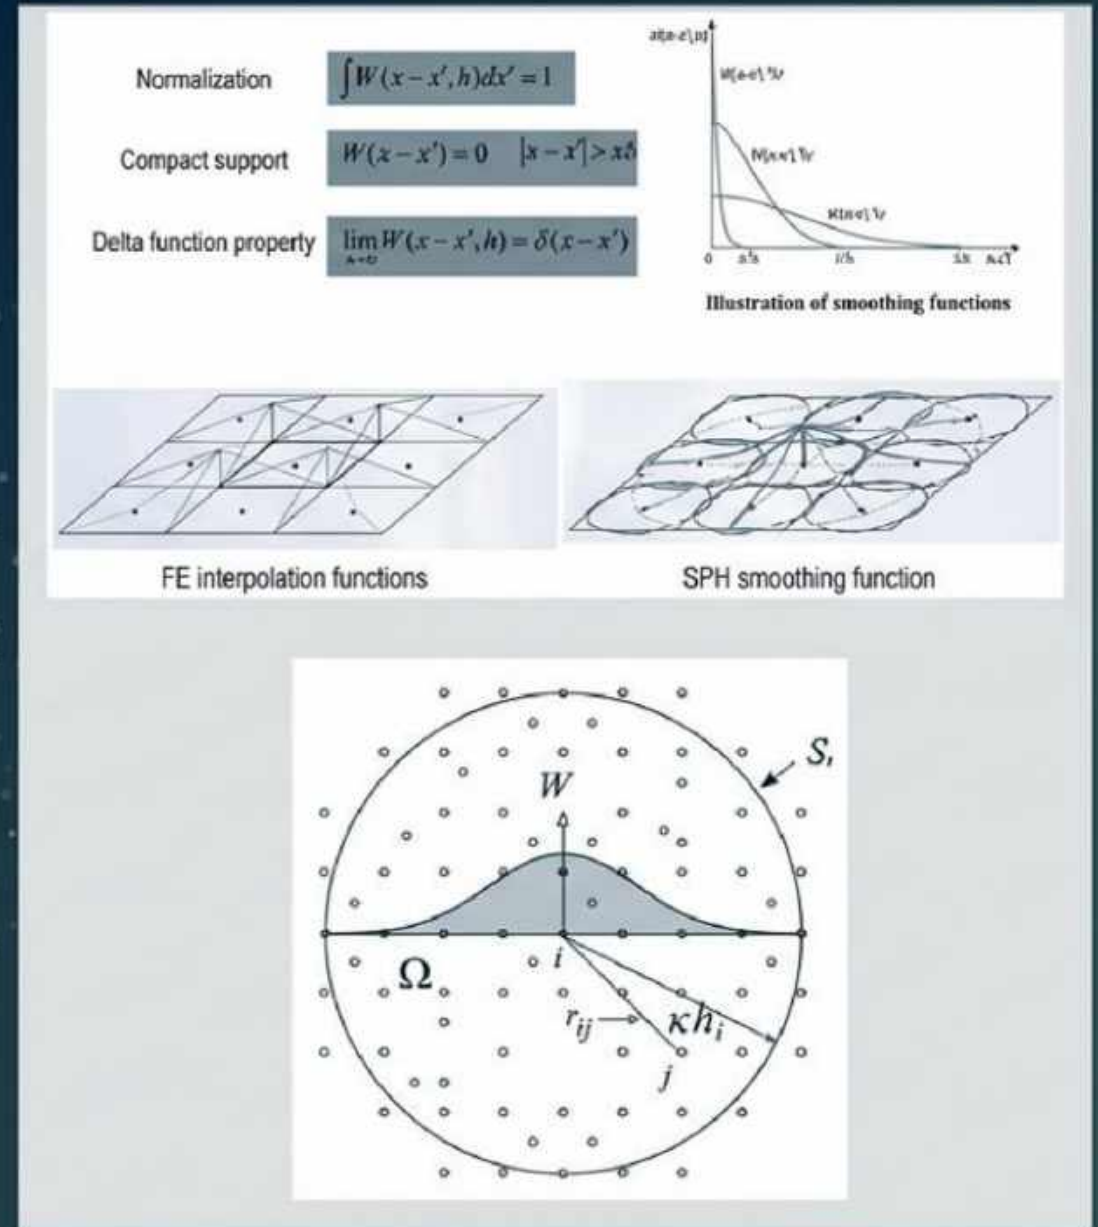 Normalization
∫W(x − x′, h)dx′ = 1
Compact support
W(x − x′) = 0 |x − x′| >
Delta function property
lim W(x − x′, h) = δ(x − x′)
0
Illustration of smoothing functions
FE interpolation functions
SPH smoothing function
W
S
i
Ω
r_ij
κh_i
j